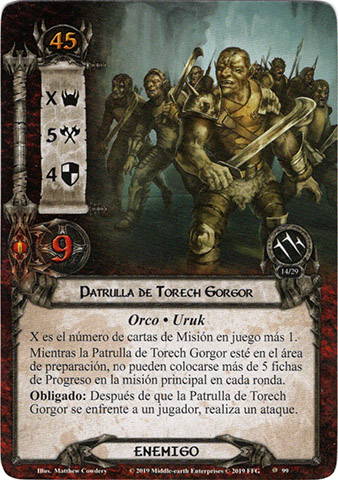 45
X
5
4
9
14/29
Patrulla de Torech Gorgor
Orco • Uruk
X es el número de cartas de Misión en juego más 1.
Mientras la Patrulla de Torech Gorgor esté en el área
de preparación, no pueden colocarse más de 5 fichas
de Progreso en la misión principal en cada ronda.
Obligado: Después de que la Patrulla de Torech
Gorgor se enfrente a un jugador, realiza un ataque.
ENEMIGO
Illus. Matthew Cowdery © 2019 Middle-earth Enterprises © 2019 FFG 99